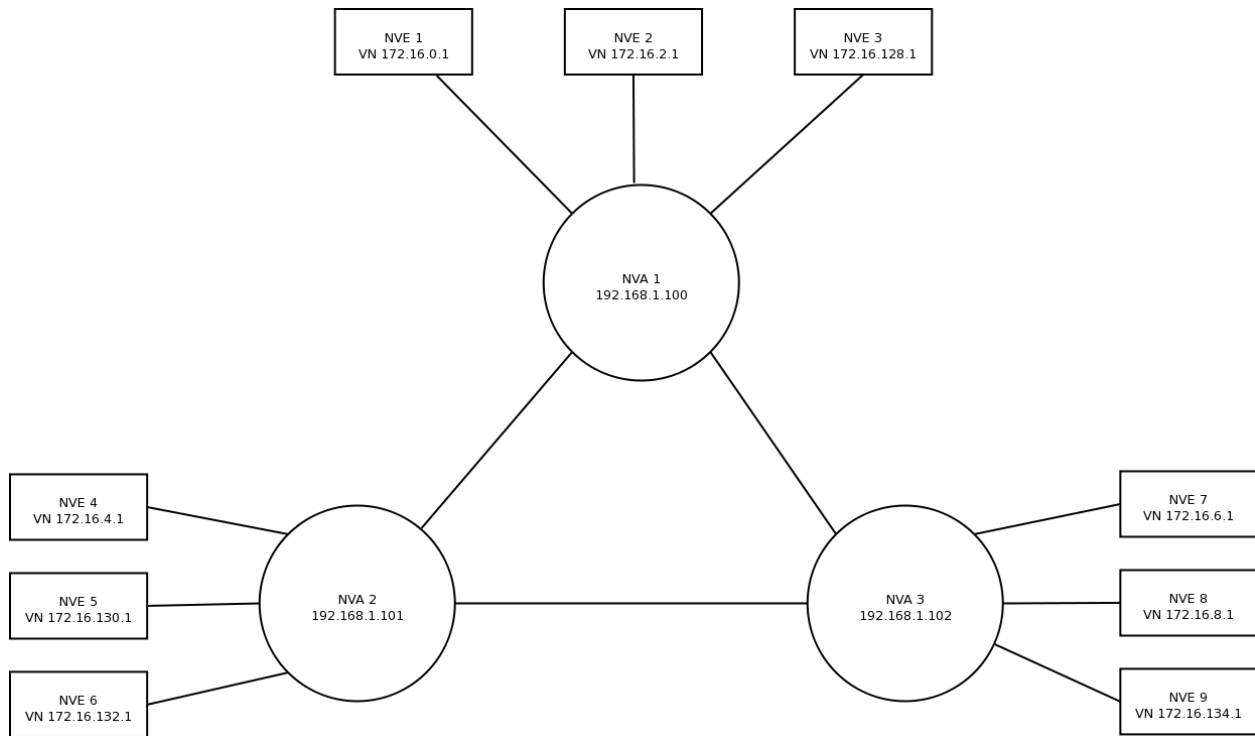 NVE 1
VN 172.16.0.1
NVE 2
VN 172.16.2.1
NVE 3
VN 172.16.128.1
NVA 1
192.168.1.100
NVE 4
VN 172.16.4.1
NVE 5
VN 172.16.130.1
NVE 6
VN 172.16.132.1
NVA 2
192.168.1.101
NVA 3
192.168.1.102
NVE 7
VN 172.16.6.1
NVE 8
VN 172.16.8.1
NVE 9
VN 172.16.134.1